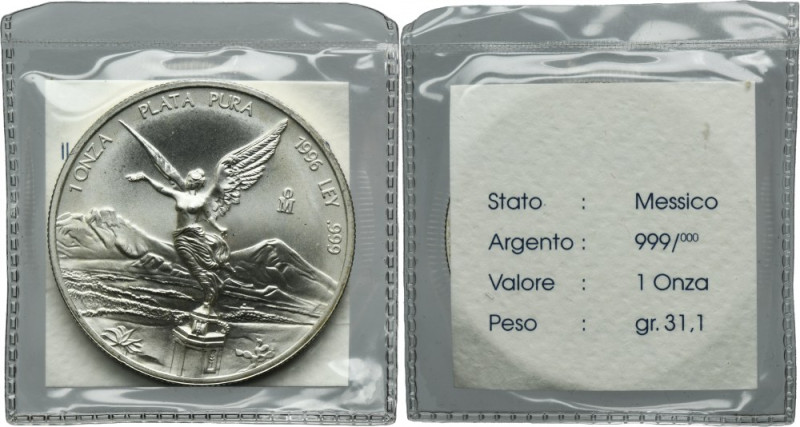 1 ONZA PLATA PURA 1996 LEY .999
Mo
Stato : Messico
Argento : 999/000
Valore : 1 Onza
Peso : gr. 31,1